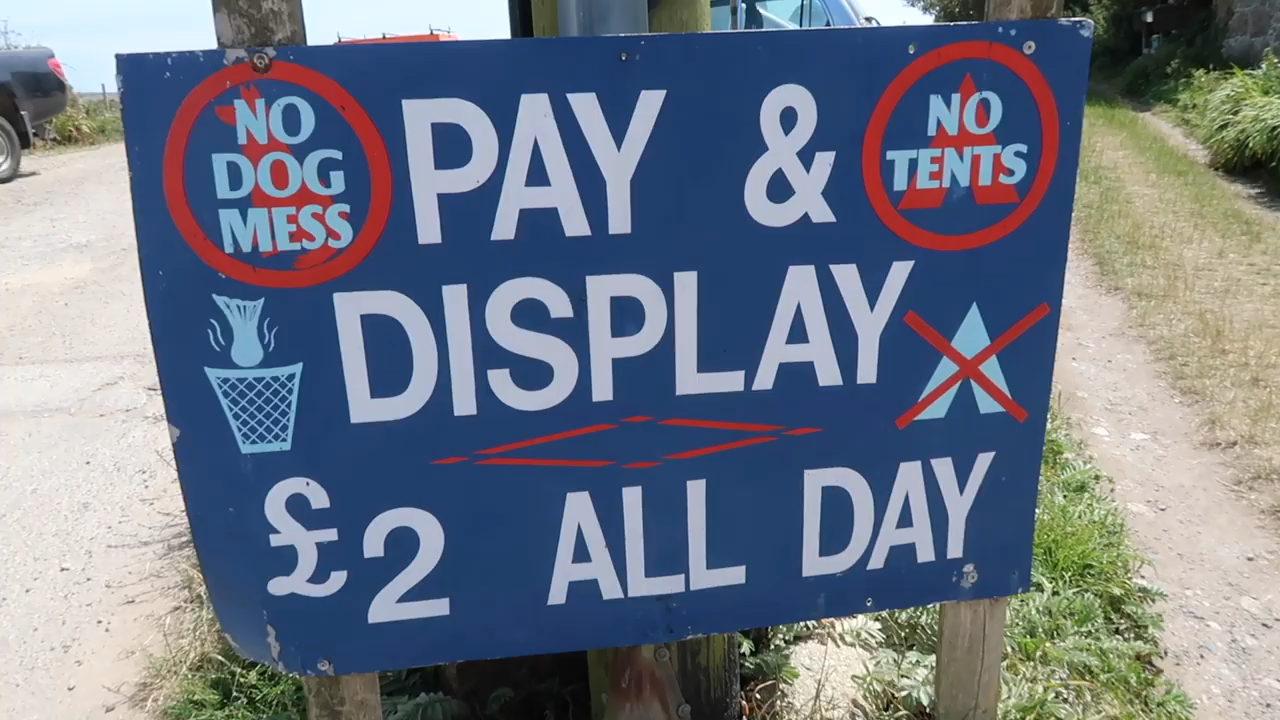 NO
DOG
MESS
PAY &
NO
TENTS
DISPLAY
£2 ALL DAY